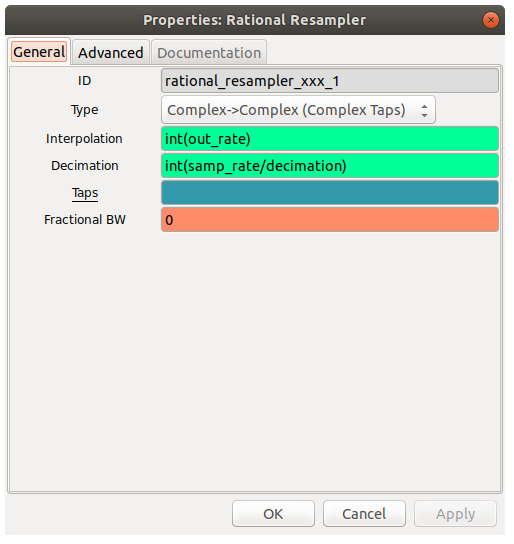 Properties: Rational Resampler
General Advanced Documentation
ID rational_resampler_xxx_1
Type Complex->Complex (Complex Taps)
Interpolation int(out_rate)
Decimation int(samp_rate/decimation)
Taps
Fractional BW 0
OK Cancel Apply